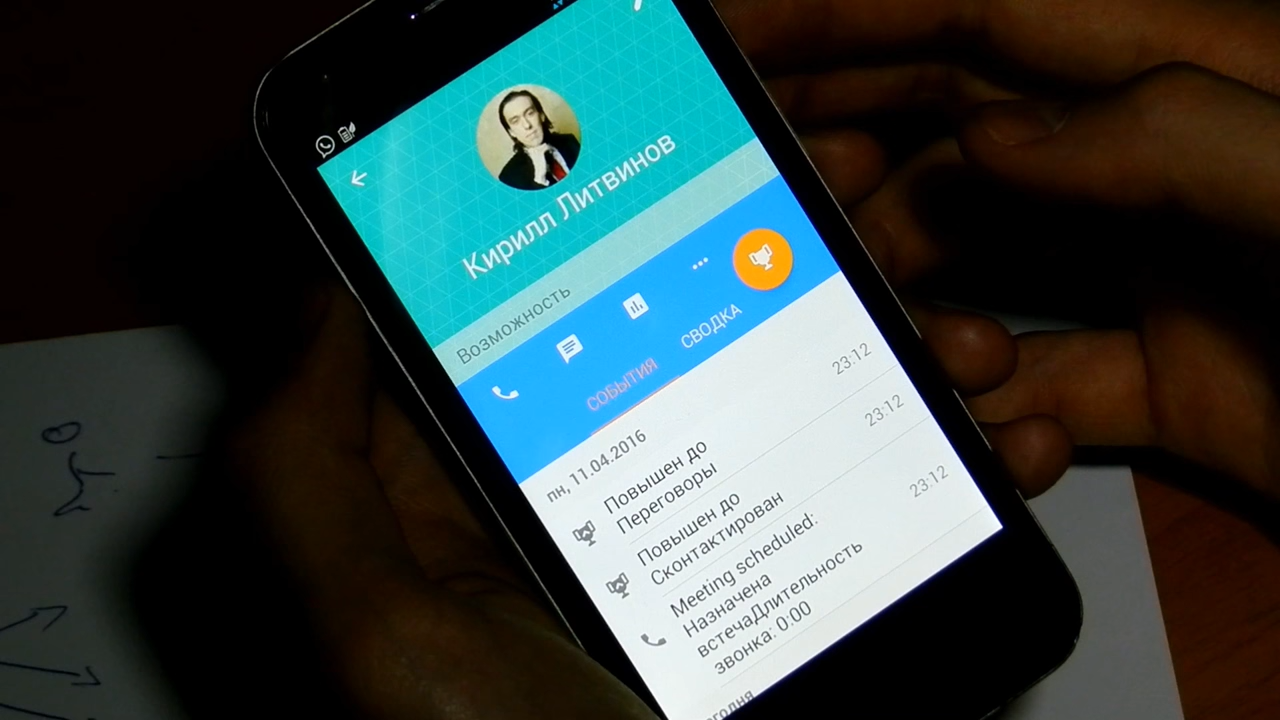 Кирилл Литвинов
Возможность
СОБЫТИЯ СВОДКА
пн, 11.04.2016
Повышен до 23:12
Переговоры
Повышен до 23:12
Сконтактирован
Meeting scheduled: 23:12
Назначена
встречаДлительность
звонка: 0:00